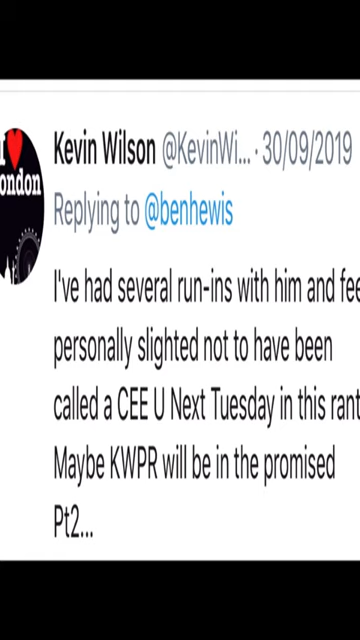 I
ondon
Kevin Wilson @KevinWi... · 30/09/2019
Replying to @benhewis
I've had several run-ins with him and fee
personally slighted not to have been
called a CEE U Next Tuesday in this rant
Maybe KWPR will be in the promised
Pt2...